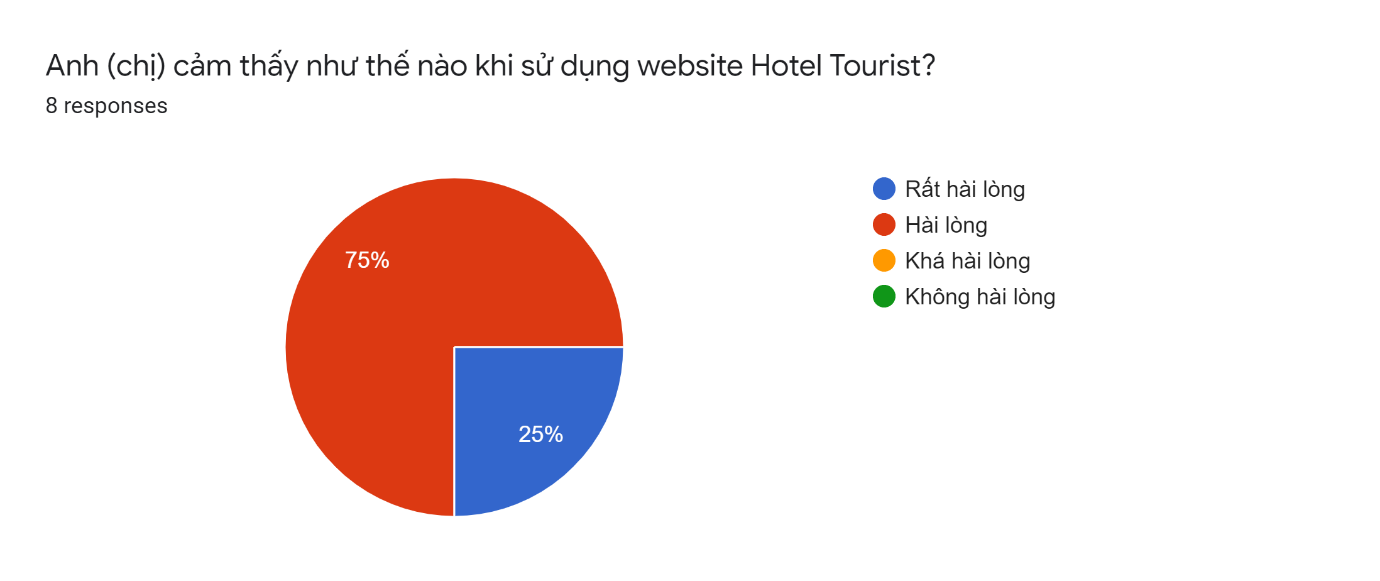 Anh (chị) cảm thấy như thế nào khi sử dụng website Hotel Tourist?
8 responses
75%
25%
Rất hài lòng
Hài lòng
Khá hài lòng
Không hài lòng